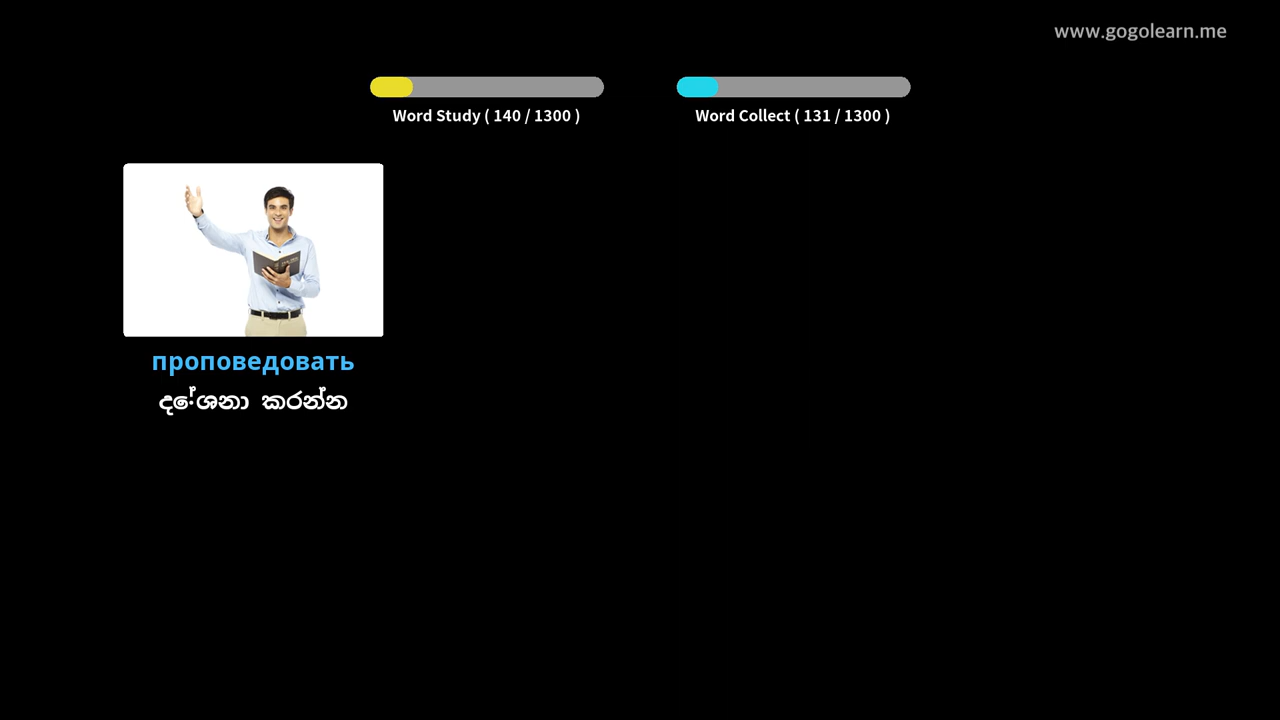 www.gogolearn.me
Word Study ( 140 / 1300 )
Word Collect ( 131 / 1300 )
проповедовать
දේශනා කරන්න